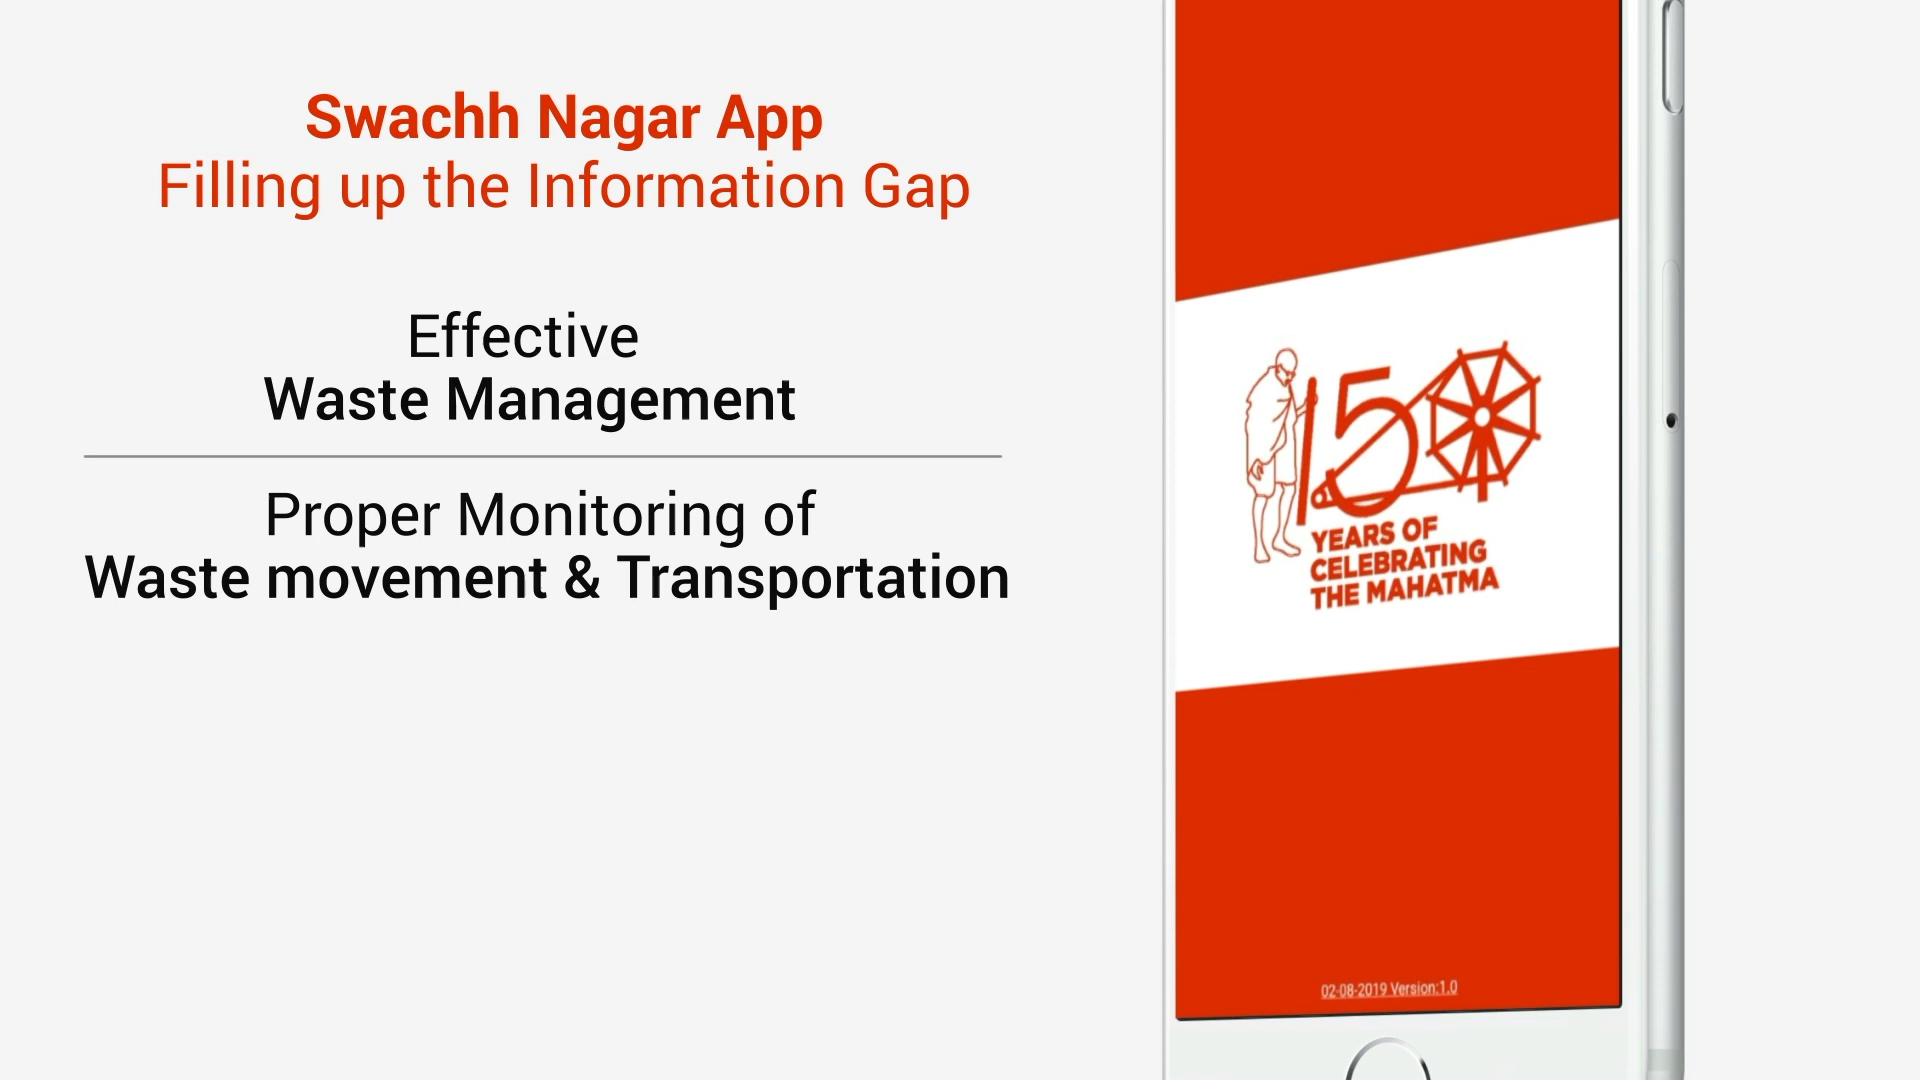 Swachh Nagar App
Filling up the Information Gap
Effective
Waste Management
Proper Monitoring of
Waste movement & Transportation
150
YEARS OF
CELEBRATING
THE MAHATMA
02-08-2019 Version:1.0